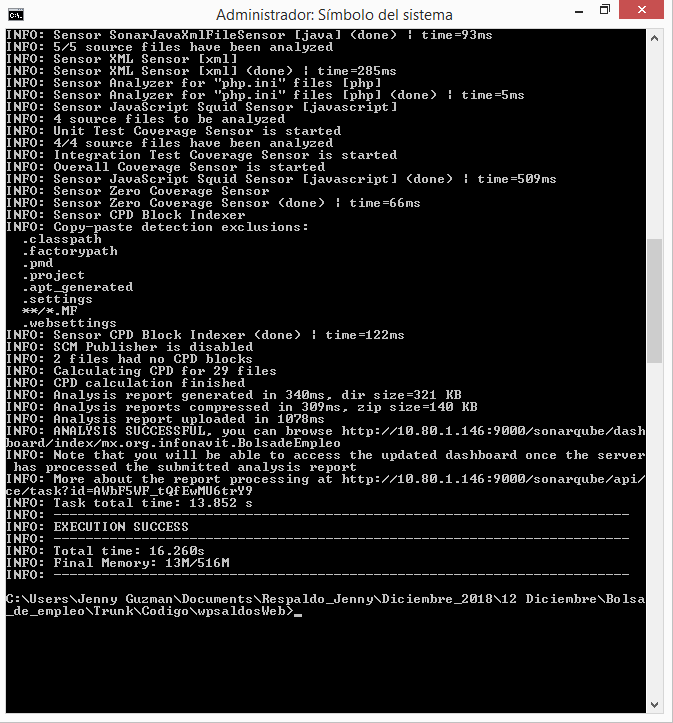 Administrador: Símbolo del sistema
INFO: Sensor SonarJavaXmlFileSensor [java] (done) ¦ time=93ms
INFO: 5/5 source files have been analyzed
INFO: Sensor XML Sensor [xml]
INFO: Sensor XML Sensor [xml] (done) ¦ time=285ms
INFO: Sensor Analyzer for "php.ini" files [php]
INFO: Sensor Analyzer for "php.ini" files [php] (done) ¦ time=5ms
INFO: Sensor JavaScript Squid Sensor [javascript]
INFO: 4 source files to be analyzed
INFO: Unit Test Coverage Sensor is started
INFO: 4/4 source files have been analyzed
INFO: Integration Test Coverage Sensor is started
INFO: Overall Coverage Sensor is started
INFO: Sensor JavaScript Squid Sensor [javascript] (done) ¦ time=509ms
INFO: Sensor Zero Coverage Sensor
INFO: Sensor Zero Coverage Sensor (done) ¦ time=66ms
INFO: Sensor CPD Block Indexer
INFO: Copy-paste detection exclusions:
  .classpath
  .factorypath
  .pmd
  .project
  .apt_generated
  .settings
  **/*.MF
  .websettings
INFO: Sensor CPD Block Indexer (done) ¦ time=122ms
INFO: SCM Publisher is disabled
INFO: 2 files had no CPD blocks
INFO: Calculating CPD for 29 files
INFO: CPD calculation finished
INFO: Analysis report generated in 340ms, dir size=321 KB
INFO: Analysis reports compressed in 309ms, zip size=140 KB
INFO: Analysis report uploaded in 1078ms
INFO: ANALYSIS SUCCESSFUL, you can browse http://10.80.1.146:9000/sonarqube/dash
board/index/mx.org.infonavit.BolsadeEmpleo
INFO: Note that you will be able to access the updated dashboard once the server
 has processed the submitted analysis report
INFO: More about the report processing at http://10.80.1.146:9000/sonarqube/api/
ce/task?id=AWbF5WF_tQfEwMU6trY9
INFO: Task total time: 13.852 s
INFO: ------------------------------------------------------------------------
INFO: EXECUTION SUCCESS
INFO: ------------------------------------------------------------------------
INFO: Total time: 16.260s
INFO: Final Memory: 13M/516M
INFO: ------------------------------------------------------------------------
C:\Users\Jenny Guzman\Documents\Respaldo_Jenny\Diciembre_2018\12 Diciembre\Bolsa
_de_empleo\Trunk\Codigo\wpsaldosWeb>_